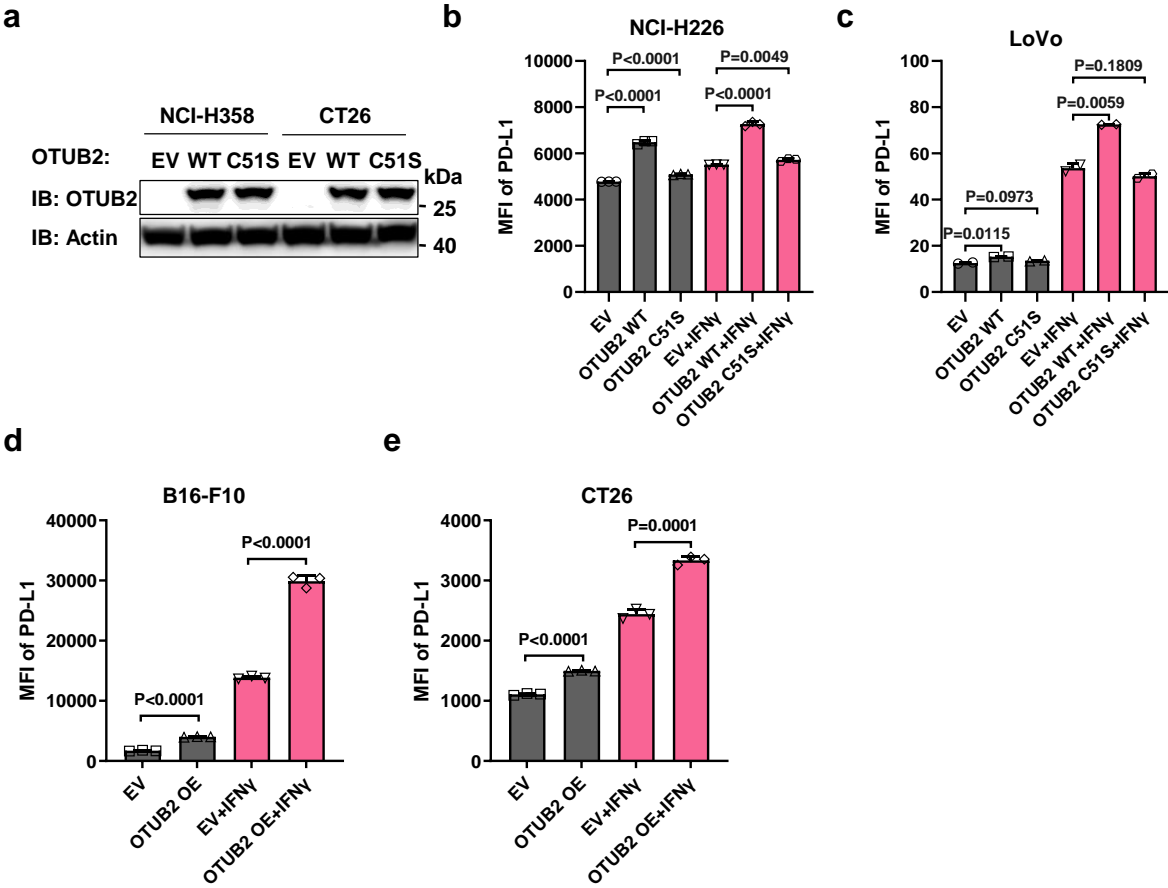 a
NCI-H358 CT26
OTUB2: EV WT C51S EV WT C51S
kDa
IB: OTUB2
25
IB: Actin
40
b
NCI-H226
MFI of PD-L1
10000
8000
6000
4000
2000
0
P<0.0001
P<0.0001
P=0.0049
P<0.0001
EV
OTUB2 WT
OTUB2 C51S
EV+IFNγ
OTUB2 WT+IFNγ
OTUB2 C51S+IFNγ
c
LoVo
MFI of PD-L1
100
80
60
40
20
0
P=0.1809
P=0.0059
P=0.0973
P=0.0115
EV
OTUB2 WT
OTUB2 C51S
EV+IFNγ
OTUB2 WT+IFNγ
OTUB2 C51S+IFNγ
d
B16-F10
MFI of PD-L1
40000
30000
20000
10000
0
P<0.0001
P<0.0001
EV
OTUB2 OE
EV+IFNγ
OTUB2 OE+IFNγ
e
CT26
MFI of PD-L1
4000
3000
2000
1000
0
P=0.0001
P<0.0001
EV
OTUB2 OE
EV+IFNγ
OTUB2 OE+IFNγ